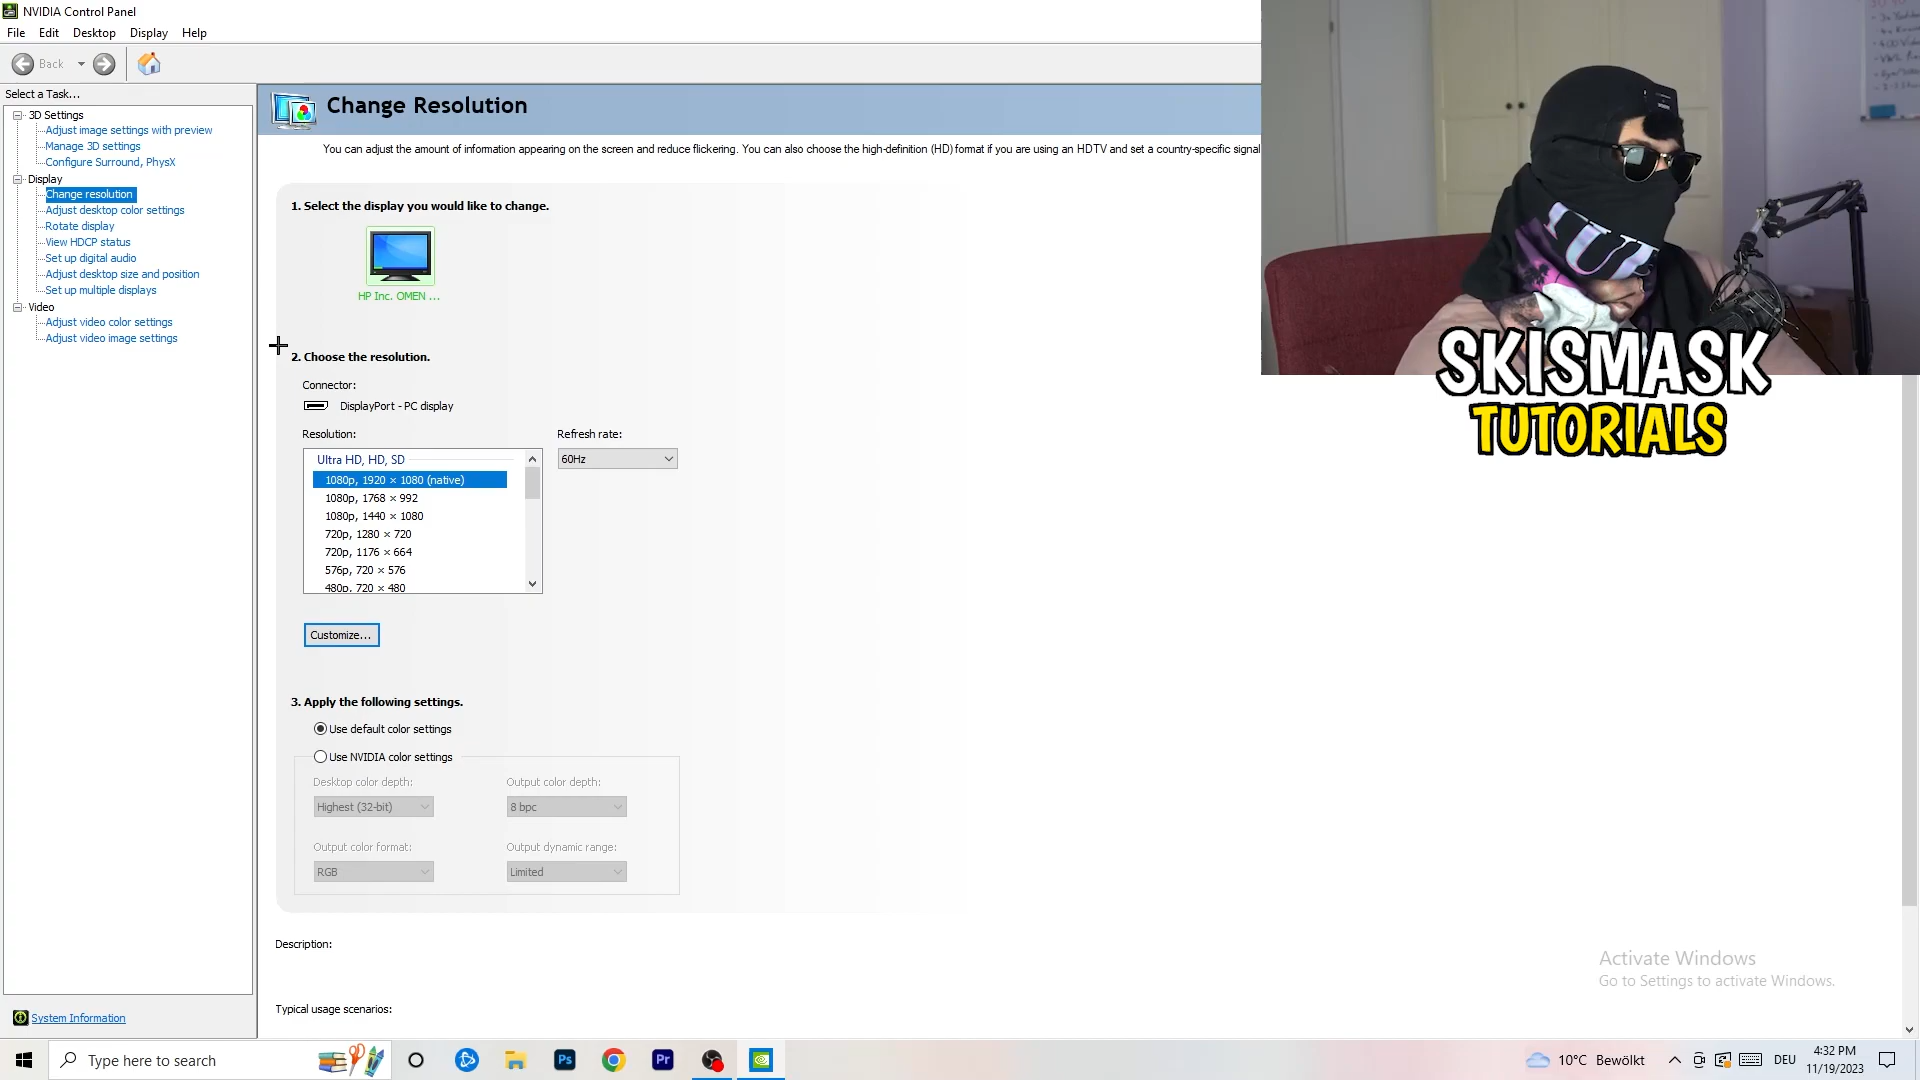 NVIDIA Control Panel
File Edit Desktop Display Help
Back
Select a Task...
3D Settings
Adjust image settings with preview
Manage 3D settings
Configure Surround, PhysX
Display
Change resolution
Adjust desktop color settings
Rotate display
View HDCP status
Set up digital audio
Adjust desktop size and position
Set up multiple displays
Video
Adjust video color settings
Adjust video image settings
System Information
Change Resolution
You can adjust the amount of information appearing on the screen and reduce flickering. You can also choose the high-definition (HD) format if you are using an HDTV and set a country-specific signal
1. Select the display you would like to change.
HP Inc. OMEN ...
2. Choose the resolution.
Connector:
DisplayPort - PC display
Resolution:
Refresh rate:
60Hz
Ultra HD, HD, SD
1080p, 1920 × 1080 (native)
1080p, 1768 × 992
1080p, 1440 × 1080
720p, 1280 × 720
720p, 1176 × 664
576p, 720 × 576
480p, 720 × 480
Customize...
3. Apply the following settings.
Use default color settings
Use NVIDIA color settings
Desktop color depth:
Output color depth:
Highest (32-bit)
8 bpc
Output color format:
Output dynamic range:
RGB
Limited
Description:
Typical usage scenarios:
SKISMASK
TUTORIALS
Activate Windows
Go to Settings to activate Windows.
Type here to search
Ps
Pr
10°C Bewölkt
DEU
4:32 PM
11/19/2023